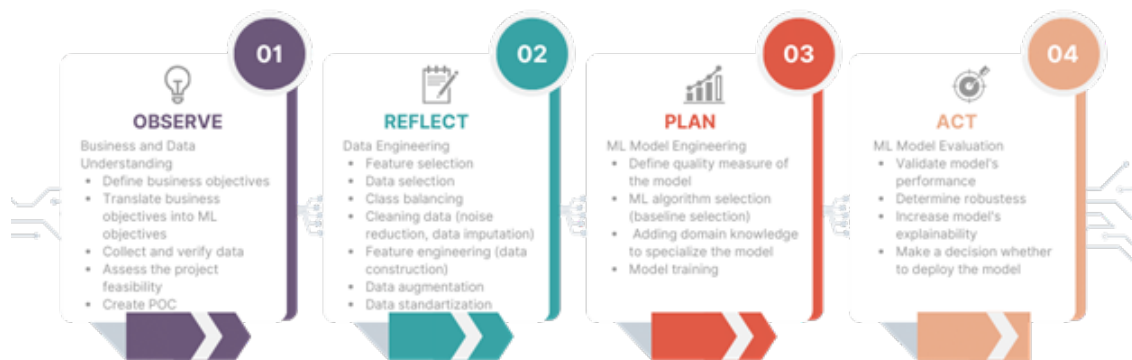 01
OBSERVE
Business and Data
Understanding
• Define business objectives
• Translate business
objectives into ML
objectives
• Collect and verify data
• Assess the project
feasibility
• Create POC
02
REFLECT
Data Engineering
• Feature selection
• Data selection
• Class balancing
• Cleaning data (noise
reduction, data imputation)
• Feature engineering (data
construction)
• Data augmentation
• Data standartization
03
PLAN
ML Model Engineering
• Define quality measure of
the model
• ML algorithm selection
(baseline selection)
• Adding domain knowledge
to specialize the model
• Model training
04
ACT
ML Model Evaluation
• Validate model's
performance
• Determine robustess
• Increase model's
explainability
• Make a decision whether
to deploy the model